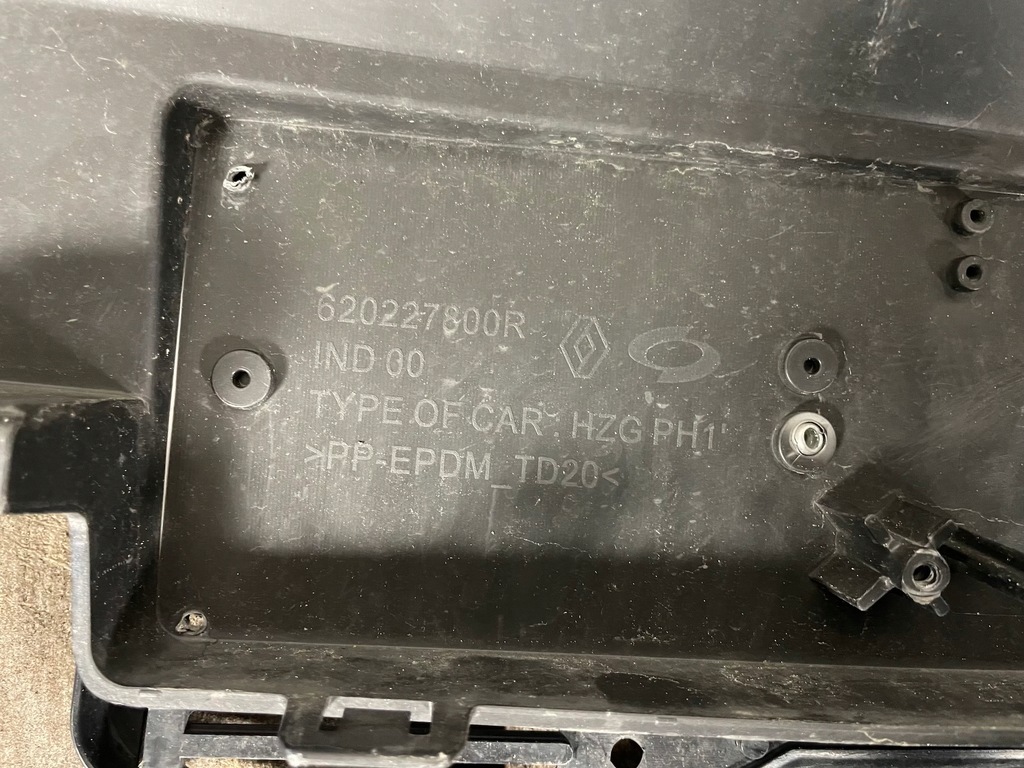 620227800R
IND 00
TYPE OF CAR: HZG PH1
>PP-EPDM_TD20<